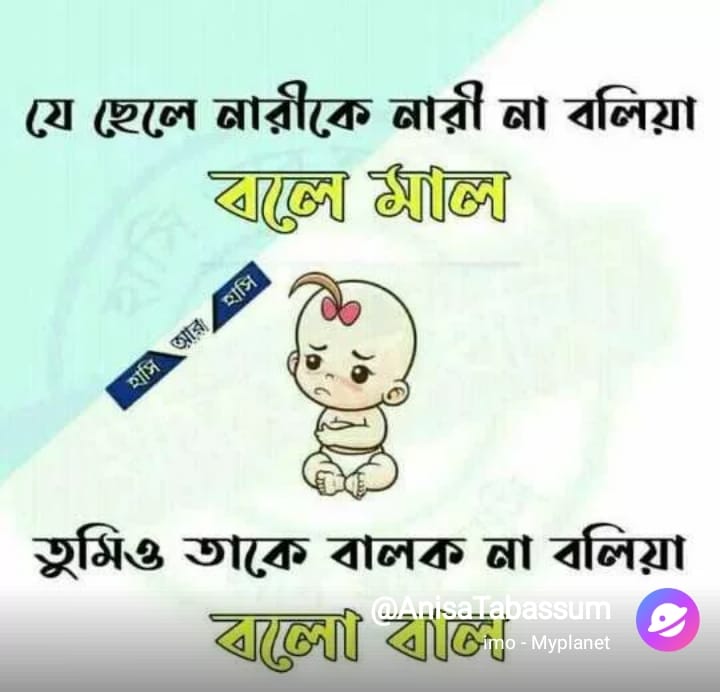 যে ছেলে নারীকে নারী না বলিয়া
বলে মাল
হাসি আর হাসি
তুমিও তাকে বালক না বলিয়া
বলো বাল
@AnisaTabassum
imo - Myplanet